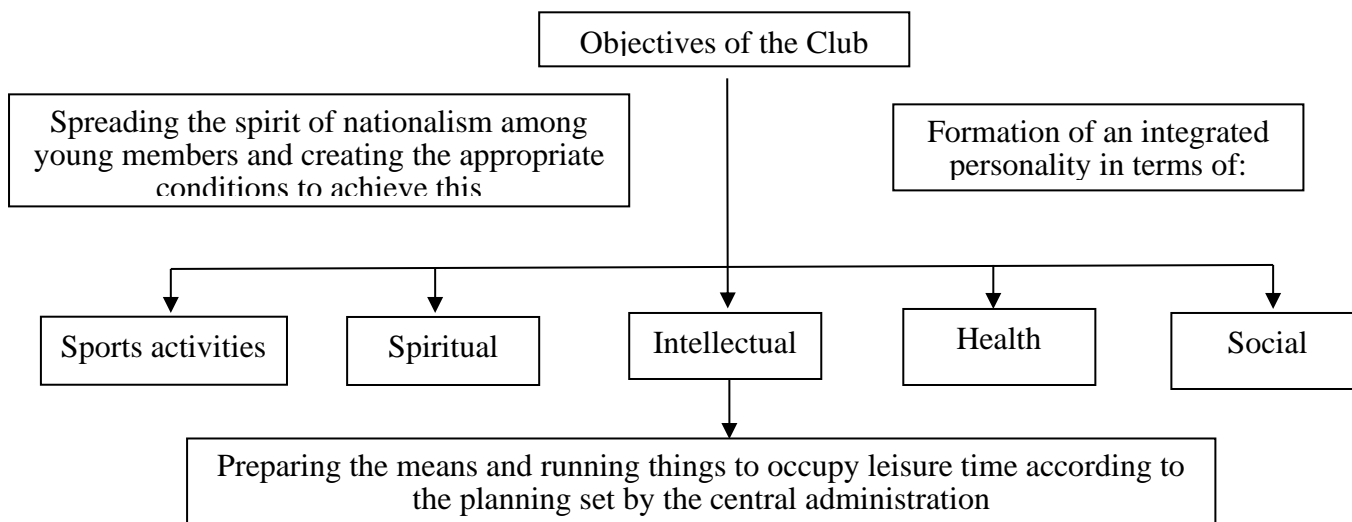 Objectives of the Club
Spreading the spirit of nationalism among
young members and creating the appropriate
conditions to achieve this
Formation of an integrated
personality in terms of:
Sports activities
Spiritual
Intellectual
Health
Social
Preparing the means and running things to occupy leisure time according to
the planning set by the central administration